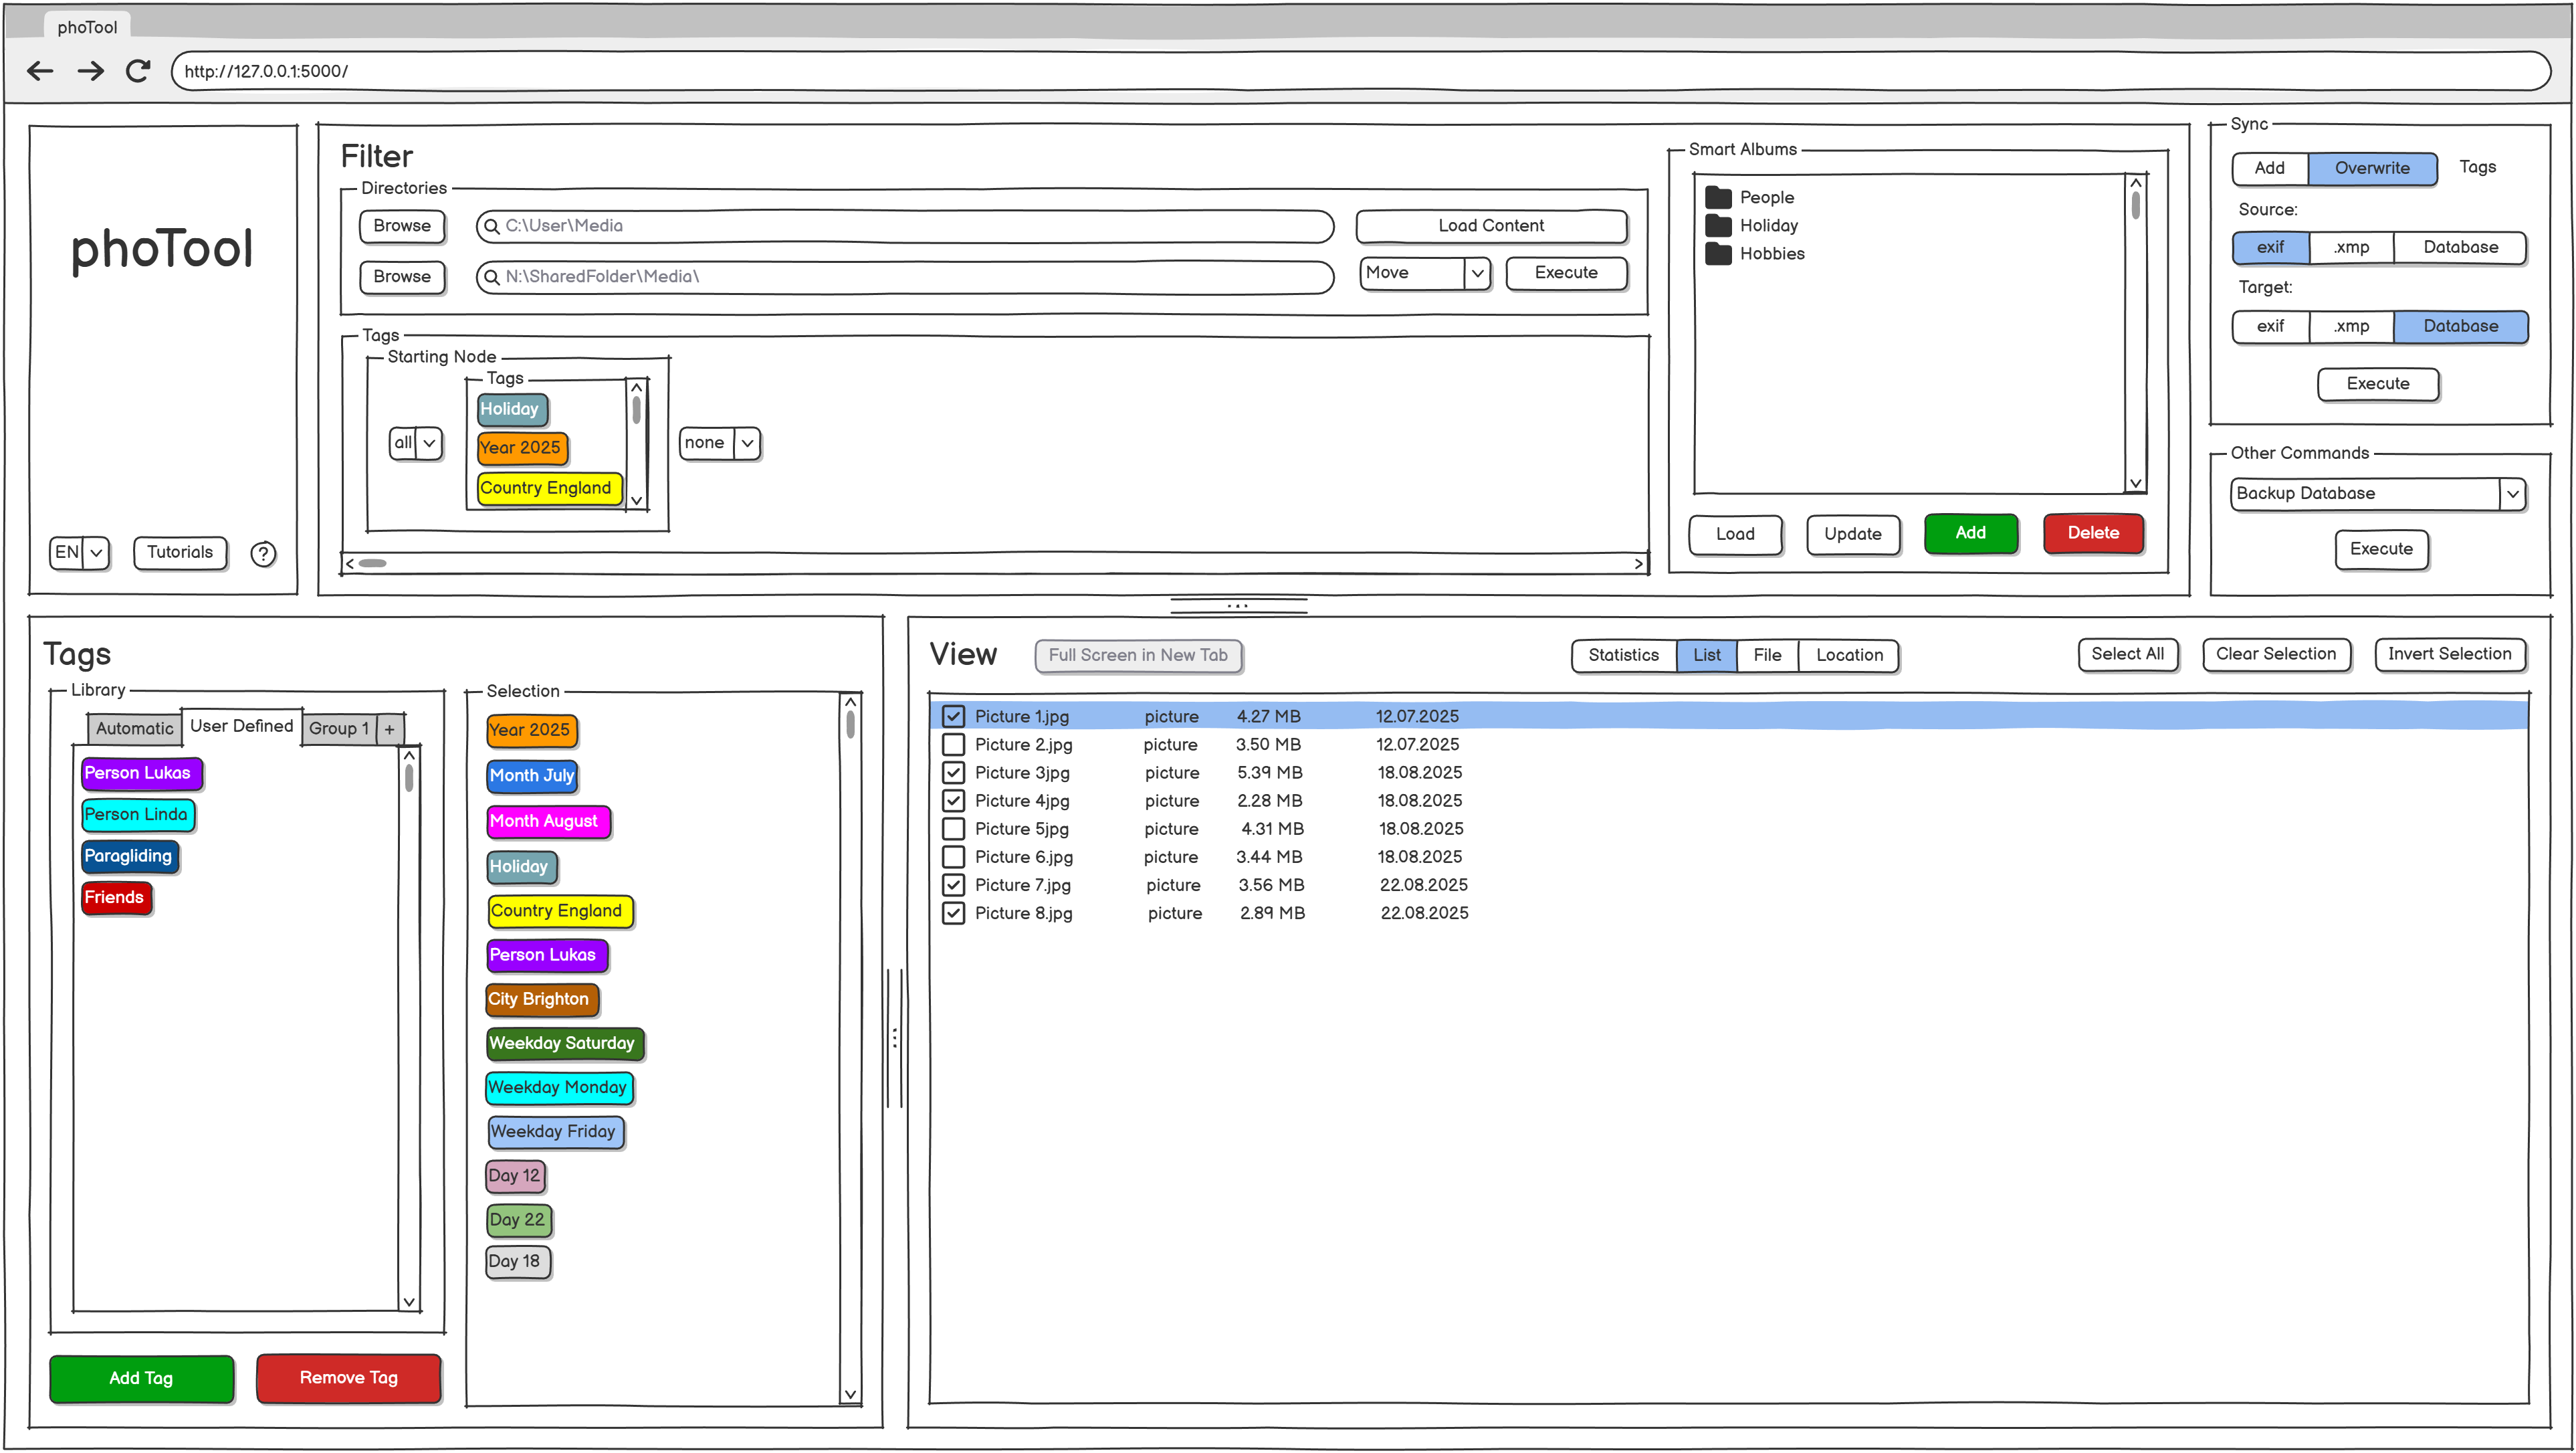 phoTool
http://127.0.0.1:5000/
phoTool
EN
Tutorials
?
Filter
Directories
Browse
C:\User\Media
Load Content
Browse
N:\SharedFolder\Media\
Move
Execute
Tags
Starting Node
all
Tags
Holiday
Year 2025
Country England
none
Smart Albums
People
Holiday
Hobbies
Load
Update
Add
Delete
Sync
Add
Overwrite
Tags
Source:
exif
.xmp
Database
Target:
exif
.xmp
Database
Execute
Other Commands
Backup Database
Execute
Tags
Library
Automatic
User Defined
Group 1
+
Person Lukas
Person Linda
Paragliding
Friends
Add Tag
Remove Tag
Selection
Year 2025
Month July
Month August
Holiday
Country England
Person Lukas
City Brighton
Weekday Saturday
Weekday Monday
Weekday Friday
Day 12
Day 22
Day 18
View
Full Screen in New Tab
Statistics
List
File
Location
Select All
Clear Selection
Invert Selection
Picture 1.jpg picture 4.27 MB 12.07.2025
Picture 2.jpg picture 3.50 MB 12.07.2025
Picture 3jpg picture 5.39 MB 18.08.2025
Picture 4jpg picture 2.28 MB 18.08.2025
Picture 5jpg picture 4.31 MB 18.08.2025
Picture 6.jpg picture 3.44 MB 18.08.2025
Picture 7.jpg picture 3.56 MB 22.08.2025
Picture 8.jpg picture 2.89 MB 22.08.2025